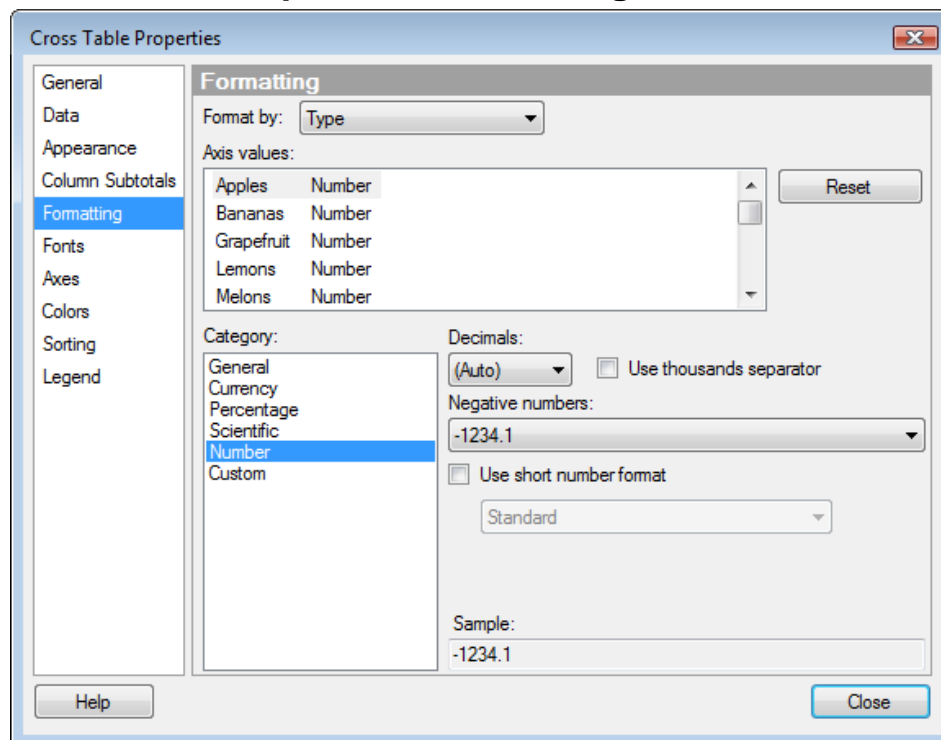 Cross Table Properties
General
Data
Appearance
Column Subtotals
Formatting
Fonts
Axes
Colors
Sorting
Legend
Formatting
Format by: Type
Axis values:
Apples Number
Bananas Number
Grapefruit Number
Lemons Number
Melons Number
Reset
Category:
General
Currency
Percentage
Scientific
Number
Custom
Decimals:
(Auto) Use thousands separator
Negative numbers:
-1234.1
Use short number format
Standard
Sample:
-1234.1
Help Close